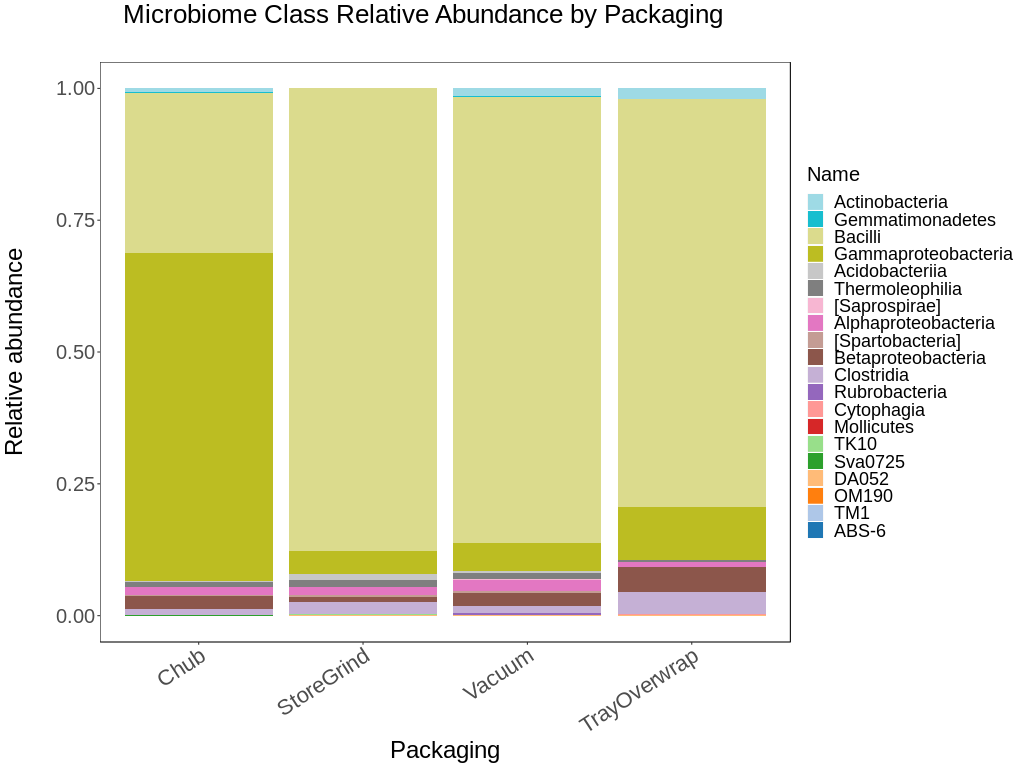 Microbiome Class Relative Abundance by Packaging
1.00
0.75
0.50
0.25
0.00
Relative abundance
Chub
StoreGrind
Vacuum
TrayOverwrap
Packaging
Name
Actinobacteria
Gemmatimonadetes
Bacilli
Gammaproteobacteria
Acidobacteriia
Thermoleophilia
[Saprospirae]
Alphaproteobacteria
[Spartobacteria]
Betaproteobacteria
Clostridia
Rubrobacteria
Cytophagia
Mollicutes
TK10
Sva0725
DA052
OM190
TM1
ABS-6